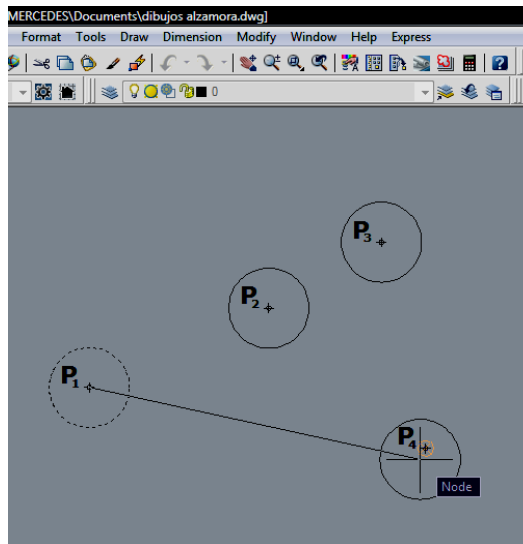 MERCEDES\Documents\dibujos alzamora.dwg]
Format Tools Draw Dimension Modify Window Help Express
0
P3
P2
P1
P4
Node